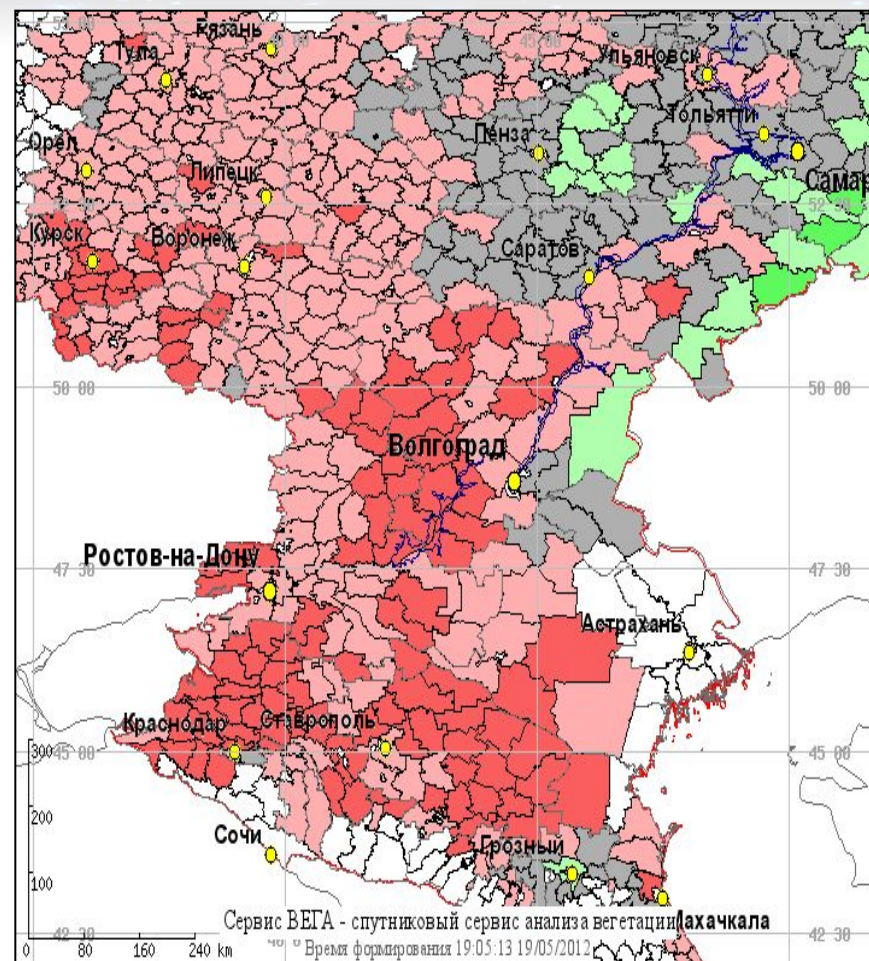 Рязань
Тула
Ульяновск
Тольятти
Пенза
Орел
Липецк
Самар
52 30
Курск
Воронеж
Саратов
50 00
50 00
Волгоград
Ростов-на-Дону
47 30
47 30
Астрахань
Краснодар
Ставрополь
300
45 00
45 00
200
Сочи
Грозный
100
Сервис ВЕГА - спутниковый сервис анализа вегетации
Махачкала
42 30
42 30
Время формирования 19:05:13 19/05/2012
0 80 160 240 км